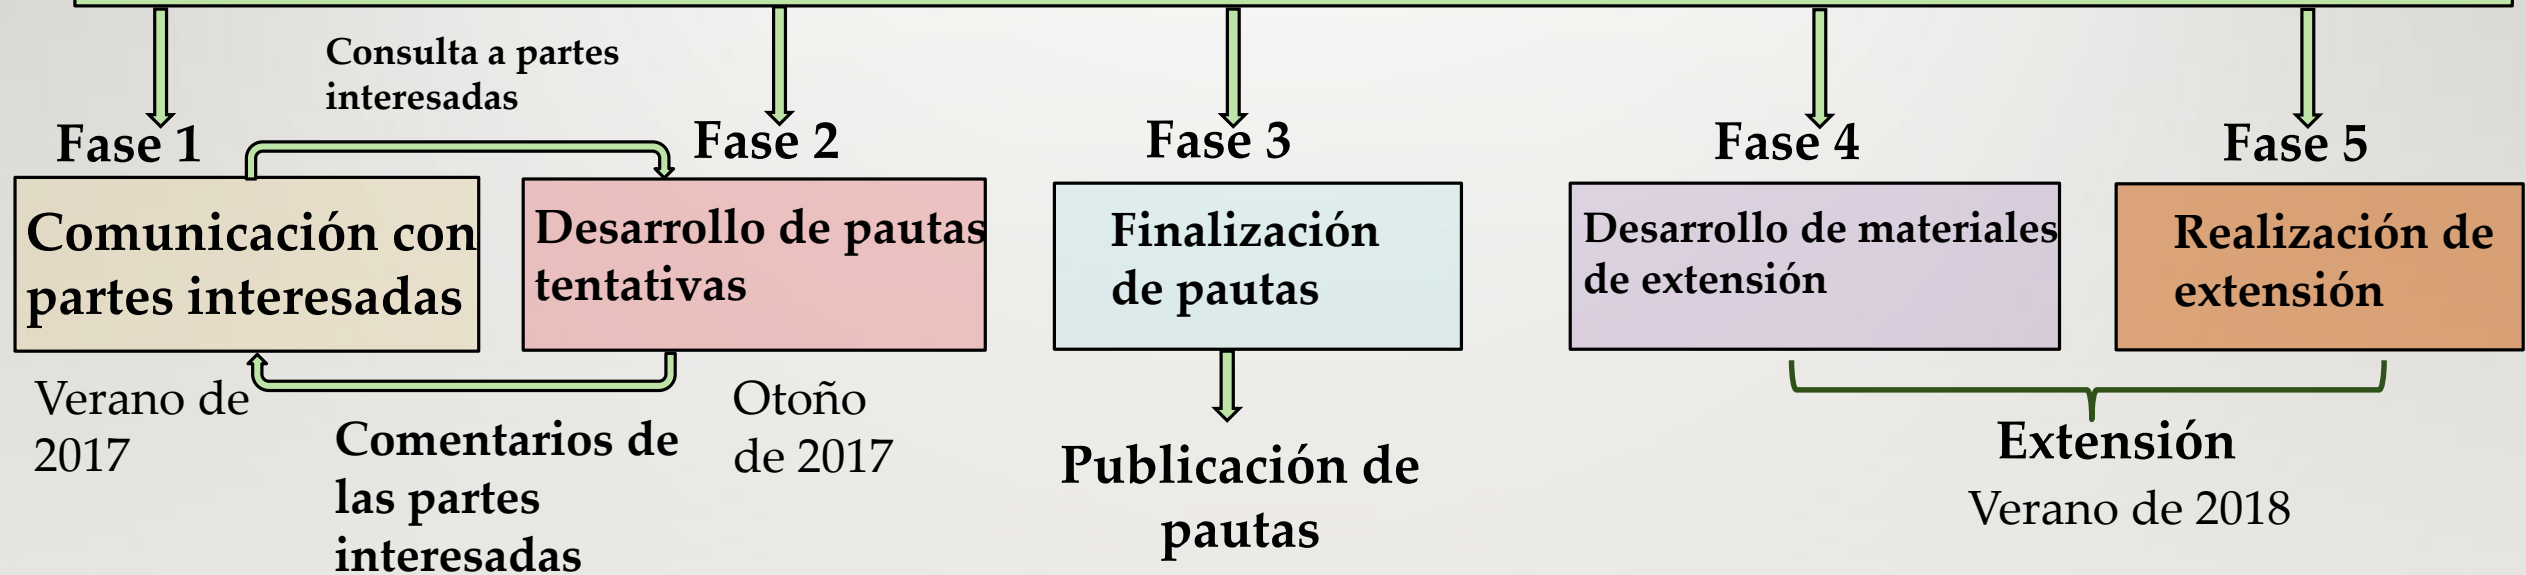 Consulta a partes
interesadas
Fase 1
Fase 2
Fase 3
Fase 4
Fase 5
Comunicación con
partes interesadas
Desarrollo de pautas
tentativas
Finalización
de pautas
Desarrollo de materiales
de extensión
Realización de
extensión
Verano de
2017
Comentarios de
las partes
interesadas
Otoño
de 2017
Publicación de
pautas
Extensión
Verano de 2018